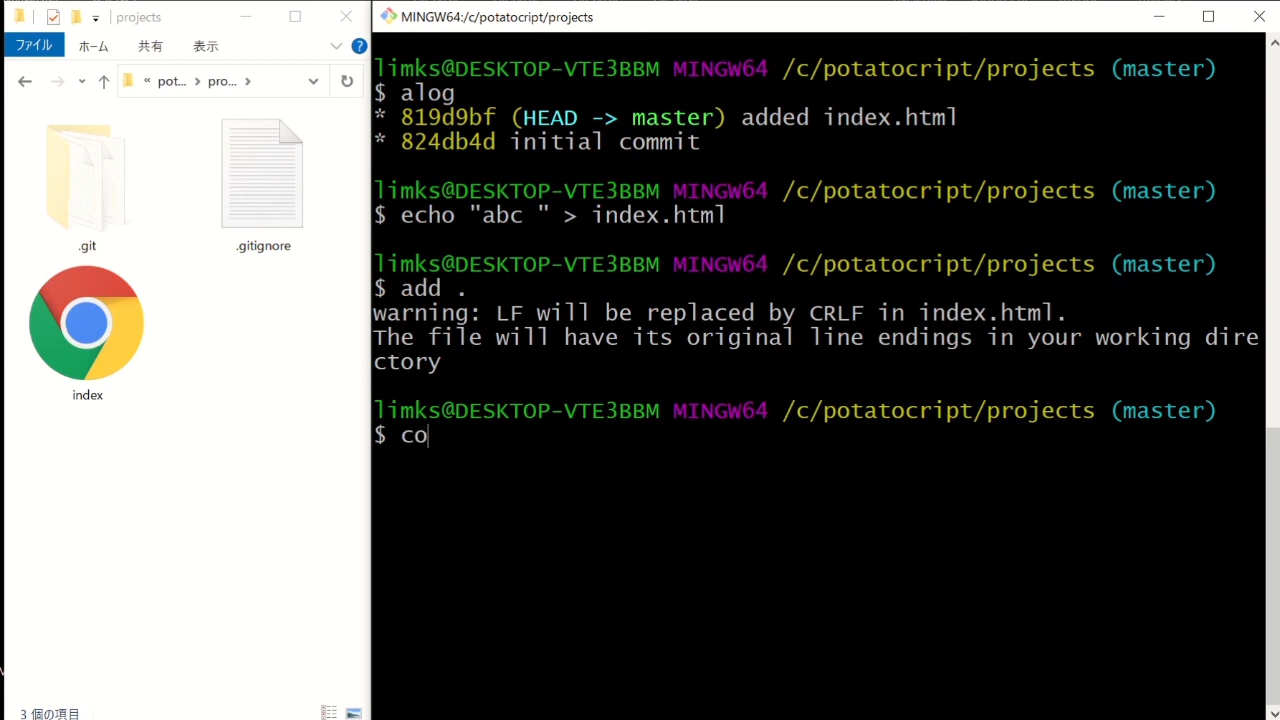 projects
ファイル
ホーム
共有
表示
« pot... > pro... >
.git
.gitignore
index
3 個の項目
MINGW64:/c/potatocript/projects
limks@DESKTOP-VTE3BBM MINGW64 /c/potatocript/projects (master)
$ alog
* 819d9bf (HEAD -> master) added index.html
* 824db4d initial commit
limks@DESKTOP-VTE3BBM MINGW64 /c/potatocript/projects (master)
$ echo "abc " > index.html
limks@DESKTOP-VTE3BBM MINGW64 /c/potatocript/projects (master)
$ add .
warning: LF will be replaced by CRLF in index.html.
The file will have its original line endings in your working dire
ctory
limks@DESKTOP-VTE3BBM MINGW64 /c/potatocript/projects (master)
$ co